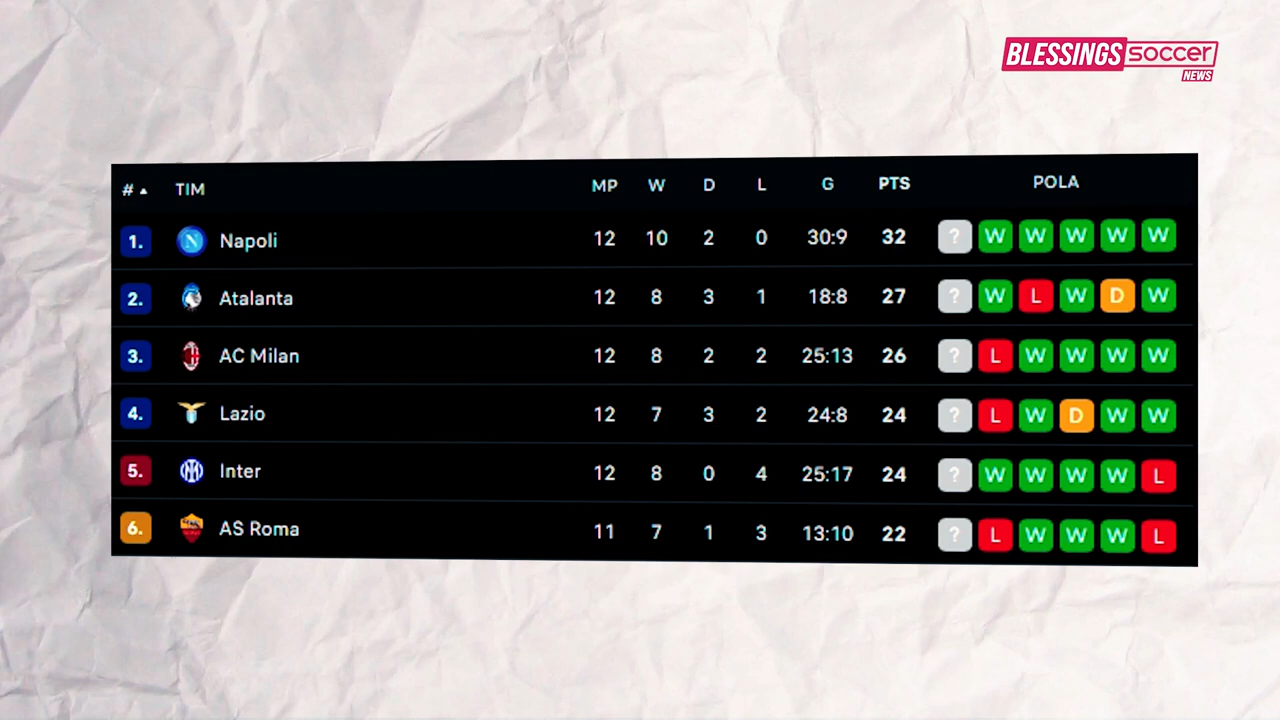 BLESSINGS soccer
NEWS
# TIM MP W D L G PTS POLA
1. Napoli 12 10 2 0 30:9 32 ? W W W W W
2. Atalanta 12 8 3 1 18:8 27 ? W L W D W
3. AC Milan 12 8 2 2 25:13 26 ? L W W W W
4. Lazio 12 7 3 2 24:8 24 ? L W D W W
5. Inter 12 8 0 4 25:17 24 ? W W W W L
6. AS Roma 11 7 1 3 13:10 22 ? L W W W L